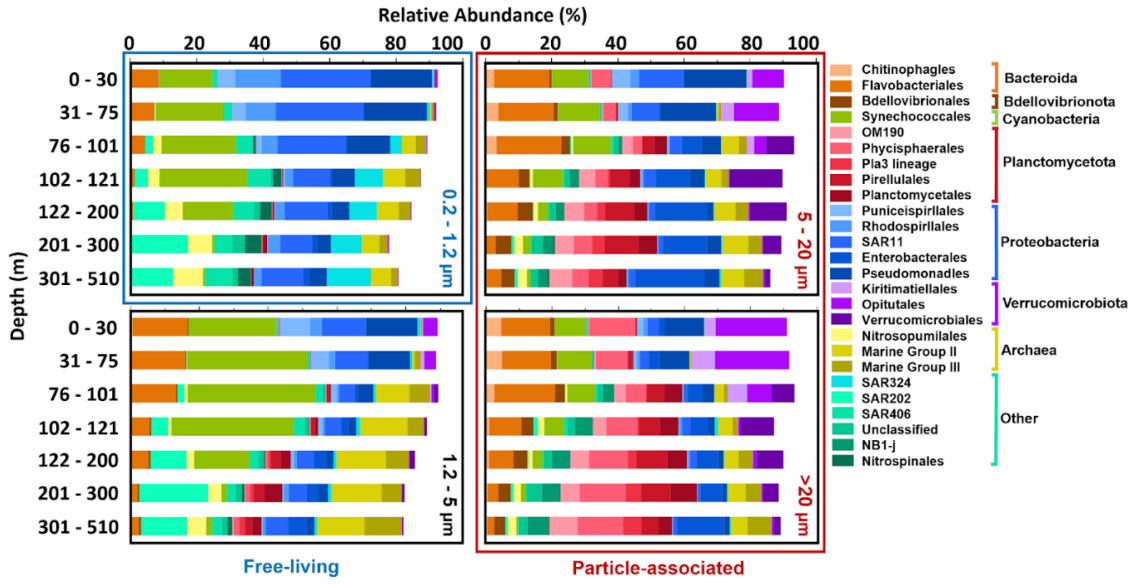 Relative Abundance (%)
0 20 40 60 80 100 0 20 40 60 80 100
Depth (m)
0 - 30
31 - 75
76 - 101
102 - 121
122 - 200
201 - 300
301 - 510
0.2 - 1.2 µm
5 - 20 µm
0 - 30
31 - 75
76 - 101
102 - 121
122 - 200
201 - 300
301 - 510
1.2 - 5 µm
>20 µm
Free-living
Particle-associated
Chitinophagles
Flavobacteriales
Bdellovibrionales
Synechococcales
OM190
Phycisphaerales
Pla3 lineage
Pirellulales
Planctomycetales
Puniceispirllales
Rhodospirllales
SAR11
Enterobacterales
Pseudomonadles
Kiritimatiellales
Opitutales
Verrucomicrobiales
Nitrosopumilales
Marine Group II
Marine Group III
SAR324
SAR202
SAR406
Unclassified
NB1-j
Nitrospinales
Bacteroida
Bdellovibrionota
Cyanobacteria
Planctomycetota
Proteobacteria
Verrucomicrobiota
Archaea
Other